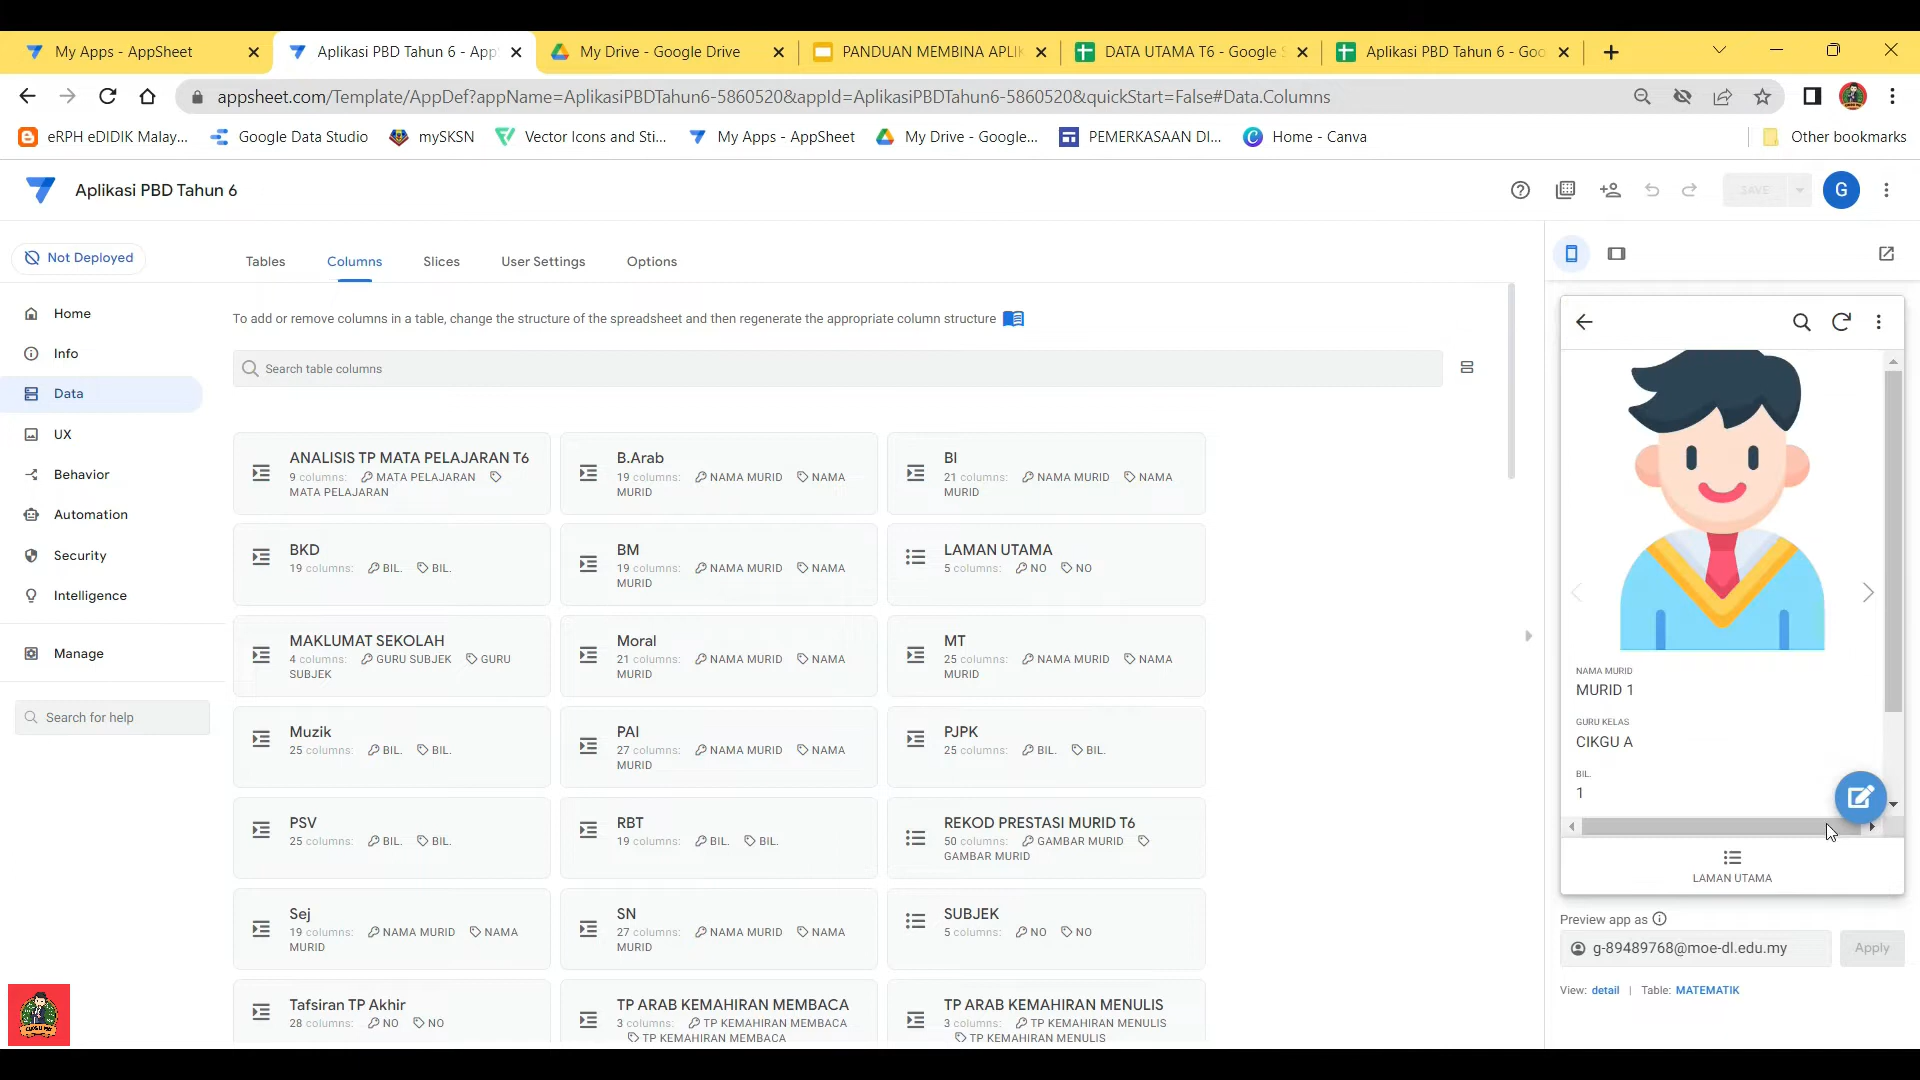 My Apps - AppSheet
Aplikasi PBD Tahun 6 - App
My Drive - Google Drive
PANDUAN MEMBINA APLIK
DATA UTAMA T6 - Google S
Aplikasi PBD Tahun 6 - Goo
appsheet.com/Template/AppDef?appName=AplikasiPBDTahun6-5860520&appId=AplikasiPBDTahun6-5860520&quickStart=False#Data.Columns
eRPH eDIDIK Malay...
Google Data Studio
mySKSN
Vector Icons and Sti...
My Apps - AppSheet
My Drive - Google...
PEMERKASAAN DI...
Home - Canva
Other bookmarks
Aplikasi PBD Tahun 6
SAVE
G
Not Deployed
Home
Info
Data
UX
Behavior
Automation
Security
Intelligence
Manage
Search for help
Tables
Columns
Slices
User Settings
Options
To add or remove columns in a table, change the structure of the spreadsheet and then regenerate the appropriate column structure
Search table columns
ANALISIS TP MATA PELAJARAN T6
9 columns: MATA PELAJARAN
MATA PELAJARAN
B.Arab
19 columns: NAMA MURID NAMA
MURID
BI
21 columns: NAMA MURID NAMA
MURID
BKD
19 columns: BIL. BIL.
BM
19 columns: NAMA MURID NAMA
MURID
LAMAN UTAMA
5 columns: NO NO
MAKLUMAT SEKOLAH
4 columns: GURU SUBJEK GURU
SUBJEK
Moral
21 columns: NAMA MURID NAMA
MURID
MT
25 columns: NAMA MURID NAMA
MURID
Muzik
25 columns: BIL. BIL.
PAI
27 columns: NAMA MURID NAMA
MURID
PJPK
25 columns: BIL. BIL.
PSV
25 columns: BIL. BIL.
RBT
19 columns: BIL. BIL.
REKOD PRESTASI MURID T6
50 columns: GAMBAR MURID
GAMBAR MURID
Sej
19 columns: NAMA MURID NAMA
MURID
SN
27 columns: NAMA MURID NAMA
MURID
SUBJEK
5 columns: NO NO
Tafsiran TP Akhir
28 columns: NO NO
TP ARAB KEMAHIRAN MEMBACA
3 columns: TP KEMAHIRAN MEMBACA
TP KEMAHIRAN MEMBACA
TP ARAB KEMAHIRAN MENULIS
3 columns: TP KEMAHIRAN MENULIS
TP KEMAHIRAN MENULIS
NAMA MURID
MURID 1
GURU KELAS
CIKGU A
BIL.
1
LAMAN UTAMA
Preview app as
g-89489768@moe-dl.edu.my
Apply
View: detail | Table: MATEMATIK